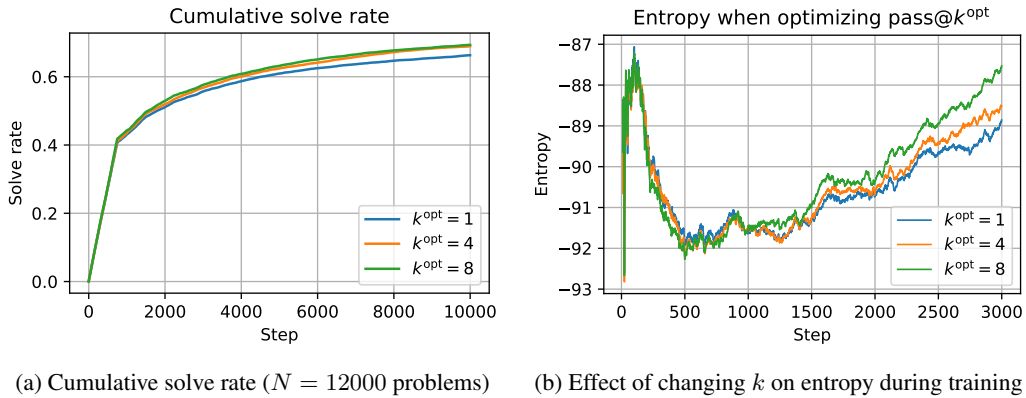 Cumulative solve rate
Solve rate
0.6
0.4
0.2
0.0
k^opt = 1
k^opt = 4
k^opt = 8
0 2000 4000 6000 8000 10000
Step
(a) Cumulative solve rate (N = 12000 problems)
Entropy when optimizing pass@k^opt
Entropy
−87
−88
−89
−90
−91
−92
−93
k^opt = 1
k^opt = 4
k^opt = 8
0 500 1000 1500 2000 2500 3000
Step
(b) Effect of changing k on entropy during training